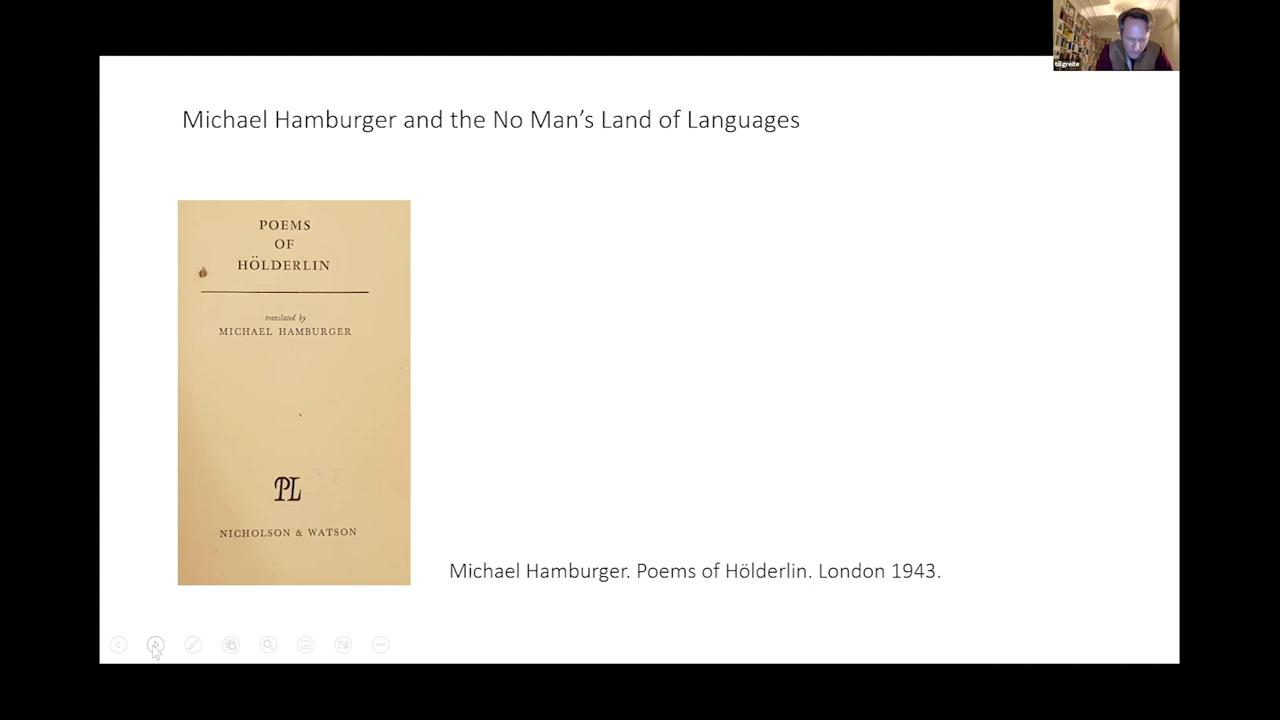 tillgreite
Michael Hamburger and the No Man’s Land of Languages
POEMS
OF
HÖLDERLIN
translated by
MICHAEL HAMBURGER
PL
NICHOLSON & WATSON
Michael Hamburger. Poems of Hölderlin. London 1943.